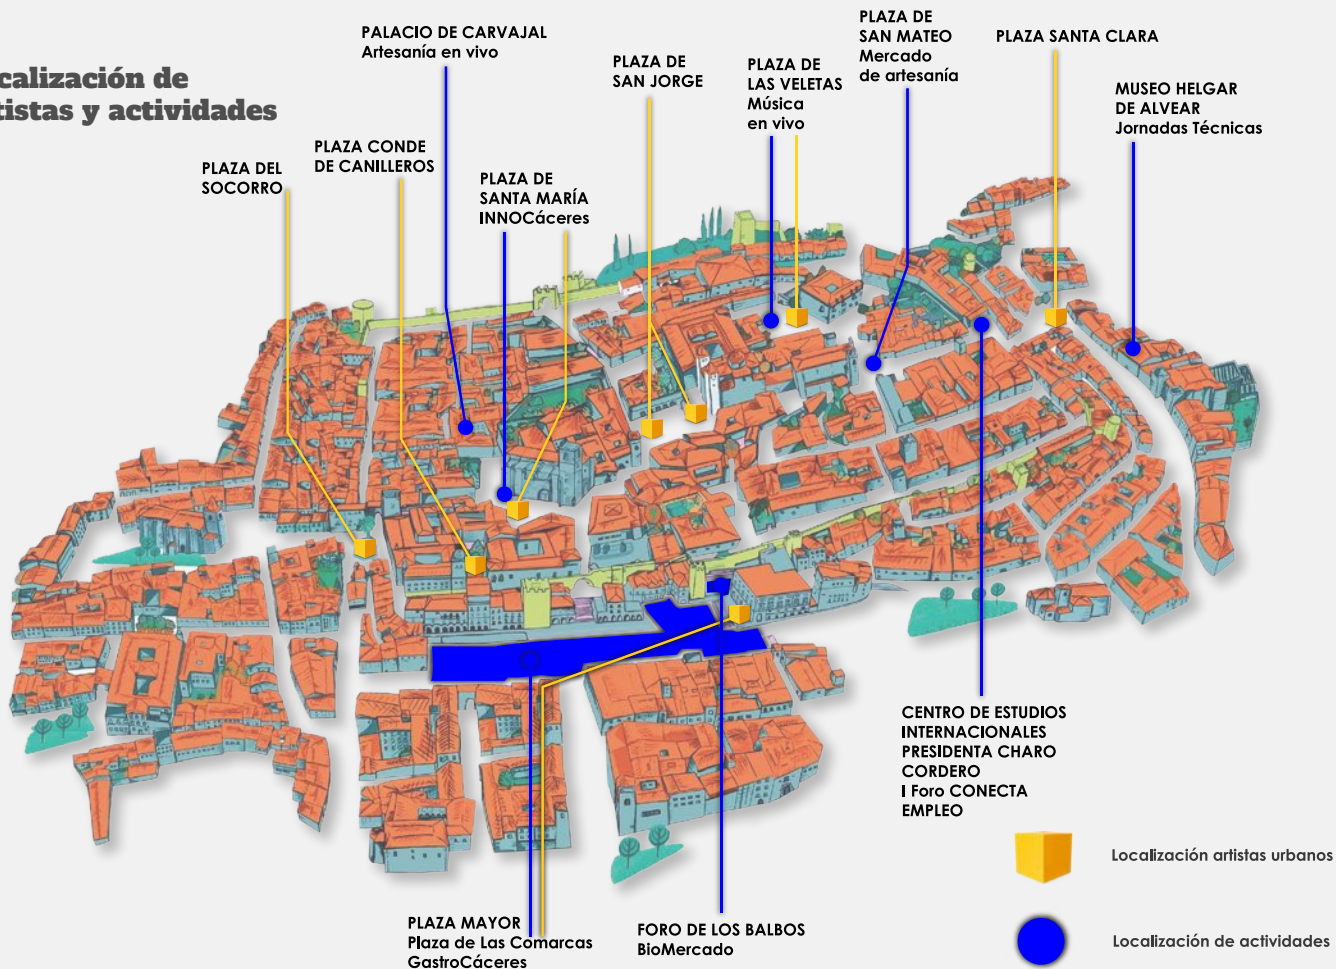 calización de
tistas y actividades
PALACIO DE CARVAJAL
Artesanía en vivo
PLAZA DE
SAN JORGE
PLAZA DE
LAS VELETAS
Música
en vivo
PLAZA DE
SAN MATEO
Mercado
de artesanía
PLAZA SANTA CLARA
MUSEO HELGAR
DE ALVEAR
Jornadas Técnicas
PLAZA DEL
SOCORRO
PLAZA CONDE
DE CANILLEROS
PLAZA DE
SANTA MARÍA
INNOCáceres
CENTRO DE ESTUDIOS
INTERNACIONALES
PRESIDENTA CHARO
CORDERO
I Foro CONECTA
EMPLEO
Localización artistas urbanos
Localización de actividades
PLAZA MAYOR
Plaza de Las Comarcas
GastroCáceres
FORO DE LOS BALBOS
BioMercado